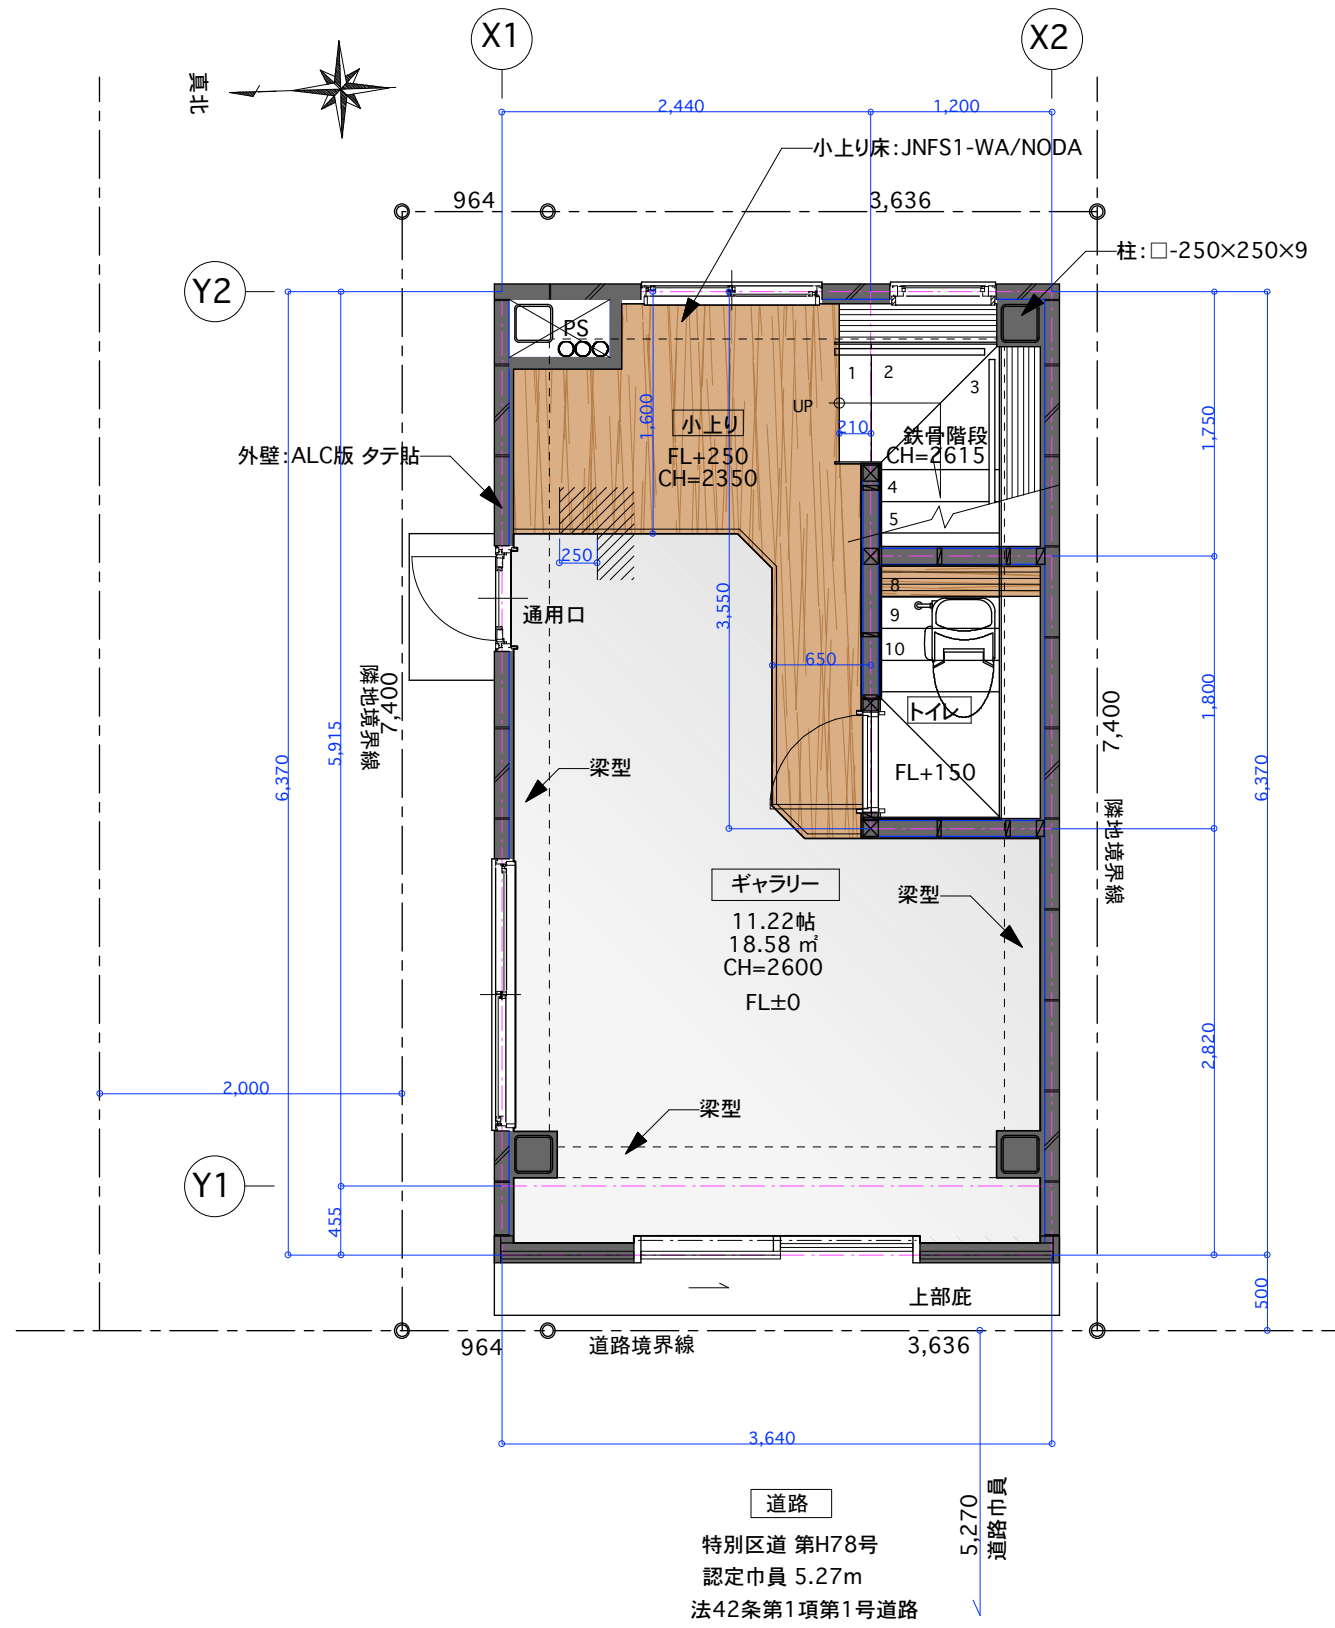 X1
X2
真北
2,440
1,200
小上り床:JNFS1-WA/NODA
964
3,636
柱:□-250×250×9
Y2
PS
1
2
3
UP
1,600
小上り
210
鉄骨階段
1,750
外壁:ALC版 タテ貼
FL+250
CH=2615
CH=2350
4
5
250
8
通用口
3,550
9
10
650
隣地境界線
7,400
トイレ
1,800
7,400
5,915
6,370
梁型
FL+150
6,370
隣地境界線
ギャラリー
梁型
11.22帖
18.58 ㎡
CH=2600
FL±0
2,820
2,000
梁型
Y1
455
上部庇
500
964
道路境界線
3,636
3,640
道路
5,270
道路巾員
特別区道 第H78号
認定巾員 5.27m
法42条第1項第1号道路